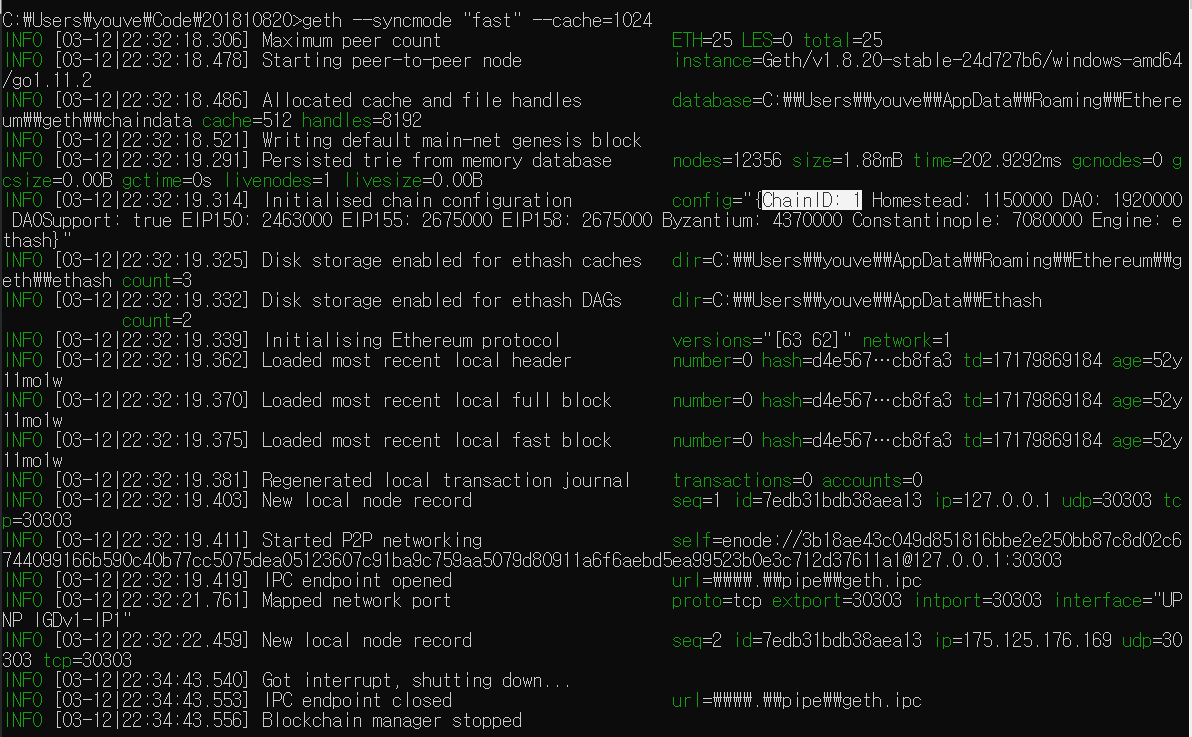 C:₩Users₩youve₩Code₩201810820>geth --syncmode "fast" --cache=1024
INFO [03-12|22:32:18.306] Maximum peer count                       ETH=25 LES=0 total=25
INFO [03-12|22:32:18.478] Starting peer-to-peer node               instance=Geth/v1.8.20-stable-24d727b6/windows-amd64
/go1.11.2
INFO [03-12|22:32:18.486] Allocated cache and file handles         database=C:₩₩Users₩₩youve₩₩AppData₩₩Roaming₩₩Ethere
um₩₩geth₩₩chaindata cache=512 handles=8192
INFO [03-12|22:32:18.521] Writing default main-net genesis block
INFO [03-12|22:32:19.291] Persisted trie from memory database      nodes=12356 size=1.88mB time=202.9292ms gcnodes=0 g
csize=0.00B gctime=0s livenodes=1 livesize=0.00B
INFO [03-12|22:32:19.314] Initialised chain configuration          config="{ChainID: 1 Homestead: 1150000 DAO: 1920000
 DAOSupport: true EIP150: 2463000 EIP155: 2675000 EIP158: 2675000 Byzantium: 4370000 Constantinople: 7080000 Engine: e
thash}"
INFO [03-12|22:32:19.325] Disk storage enabled for ethash caches   dir=C:₩₩Users₩₩youve₩₩AppData₩₩Roaming₩₩Ethereum₩₩g
eth₩₩ethash count=3
INFO [03-12|22:32:19.332] Disk storage enabled for ethash DAGs     dir=C:₩₩Users₩₩youve₩₩AppData₩₩Ethash
            count=2
INFO [03-12|22:32:19.339] Initialising Ethereum protocol           versions="[63 62]" network=1
INFO [03-12|22:32:19.362] Loaded most recent local header          number=0 hash=d4e567…cb8fa3 td=17179869184 age=52y
11mo1w
INFO [03-12|22:32:19.370] Loaded most recent local full block      number=0 hash=d4e567…cb8fa3 td=17179869184 age=52y
11mo1w
INFO [03-12|22:32:19.375] Loaded most recent local fast block      number=0 hash=d4e567…cb8fa3 td=17179869184 age=52y
11mo1w
INFO [03-12|22:32:19.381] Regenerated local transaction journal    transactions=0 accounts=0
INFO [03-12|22:32:19.403] New local node record                    seq=1 id=7edb31bdb38aea13 ip=127.0.0.1 udp=30303 tc
p=30303
INFO [03-12|22:32:19.411] Started P2P networking                   self=enode://3b18ae43c049d851816bbe2e250bb87c8d02c6
744099166b590c40b77cc5075dea05123607c91ba9c759aa5079d80911a6f6aebd5ea99523b0e3c712d37611a1@127.0.0.1:30303
INFO [03-12|22:32:19.419] IPC endpoint opened                      url=₩₩₩₩.₩₩pipe₩₩geth.ipc
INFO [03-12|22:32:21.761] Mapped network port                      proto=tcp extport=30303 intport=30303 interface="UP
NP IGDv1-IP1"
INFO [03-12|22:32:22.459] New local node record                    seq=2 id=7edb31bdb38aea13 ip=175.125.176.169 udp=30
303 tcp=30303
INFO [03-12|22:34:43.540] Got interrupt, shutting down...
INFO [03-12|22:34:43.553] IPC endpoint closed                      url=₩₩₩₩.₩₩pipe₩₩geth.ipc
INFO [03-12|22:34:43.556] Blockchain manager stopped